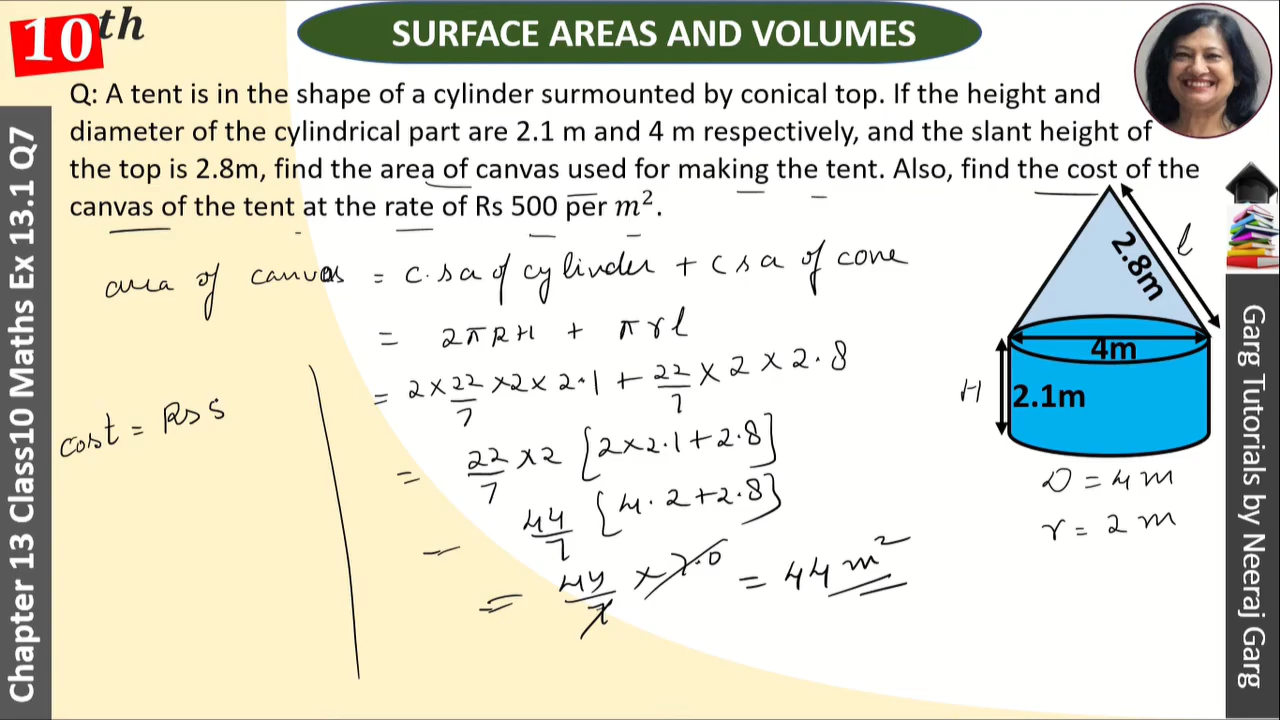 10th
SURFACE AREAS AND VOLUMES
Q: A tent is in the shape of a cylinder surmounted by conical top. If the height and
diameter of the cylindrical part are 2.1 m and 4 m respectively, and the slant height of
the top is 2.8m, find the area of canvas used for making the tent. Also, find the cost of the
canvas of the tent at the rate of Rs 500 per m².
area of canvas = c.sa of cylinder + csa of cone
= 2πRH + πrl
= 2 × 22/7 × 2 × 2.1 + 22/7 × 2 × 2.8
= 22/7 × 2 [2×2.1+2.8]
= 44/7 [4.2+2.8]
= 44/7 × 7.0 = 44 m²
cost = Rs 5
l
2.8m
4m
H
2.1m
D = 4 m
r = 2 m
Chapter 13 Class10 Maths Ex 13.1 Q7
Garg Tutorials by Neeraj Garg